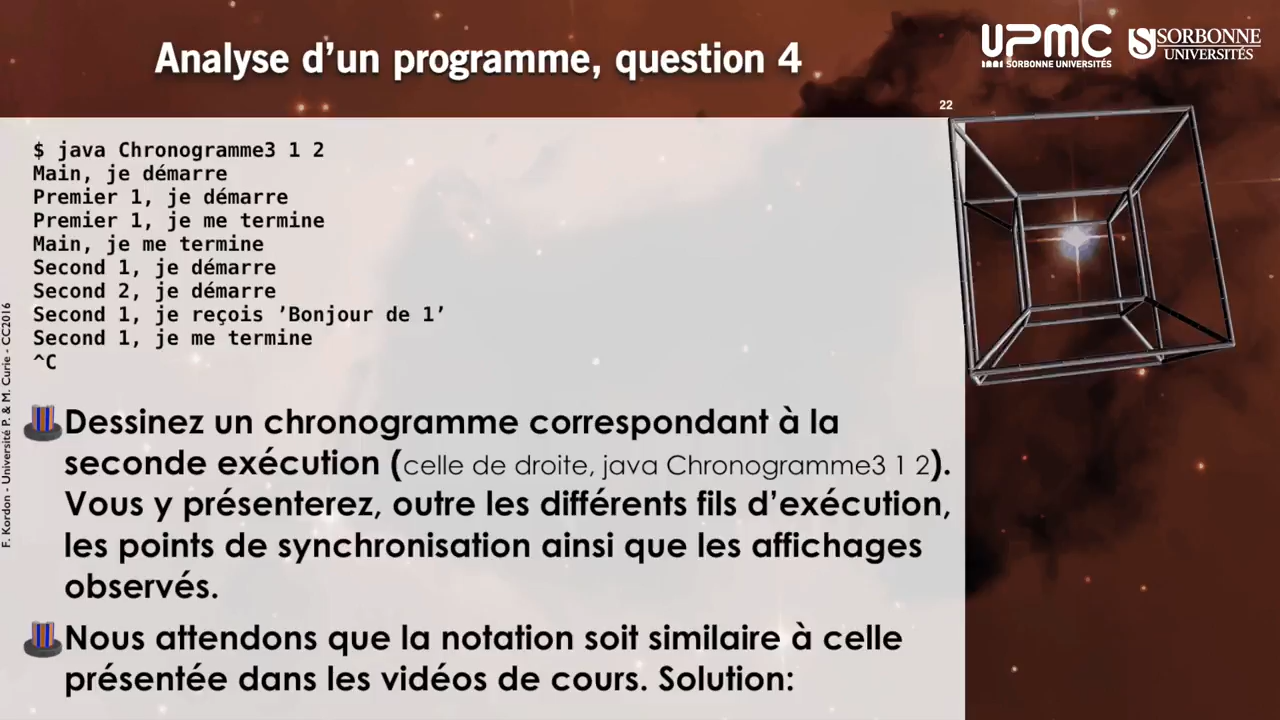 Analyse d'un programme, question 4
UPMC
SORBONNE UNIVERSITÉS
SORBONNE
UNIVERSITÉS
22
$ java Chronogramme3 1 2
Main, je démarre
Premier 1, je démarre
Premier 1, je me termine
Main, je me termine
Second 1, je démarre
Second 2, je démarre
Second 1, je reçois ’Bonjour de 1’
Second 1, je me termine
^C
Dessinez un chronogramme correspondant à la
seconde exécution (celle de droite, java Chronogramme3 1 2).
Vous y présenterez, outre les différents fils d'exécution,
les points de synchronisation ainsi que les affichages
observés.
Nous attendons que la notation soit similaire à celle
présentée dans les vidéos de cours. Solution:
F. Kordon - Université P. & M. Curie - CC2016